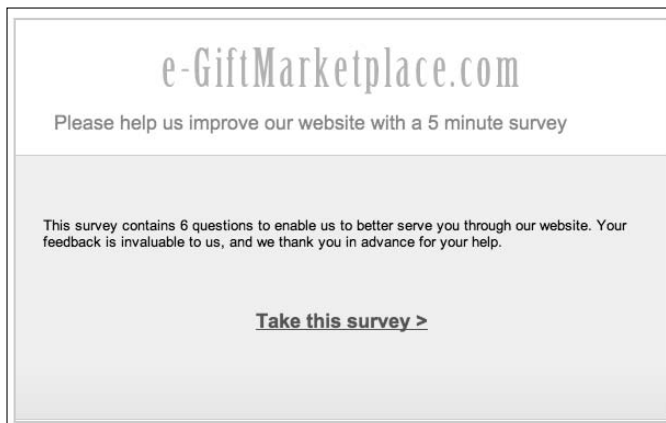 e-GiftMarketplace.com
Please help us improve our website with a 5 minute survey
This survey contains 6 questions to enable us to better serve you through our website. Your
feedback is invaluable to us, and we thank you in advance for your help.
Take this survey >